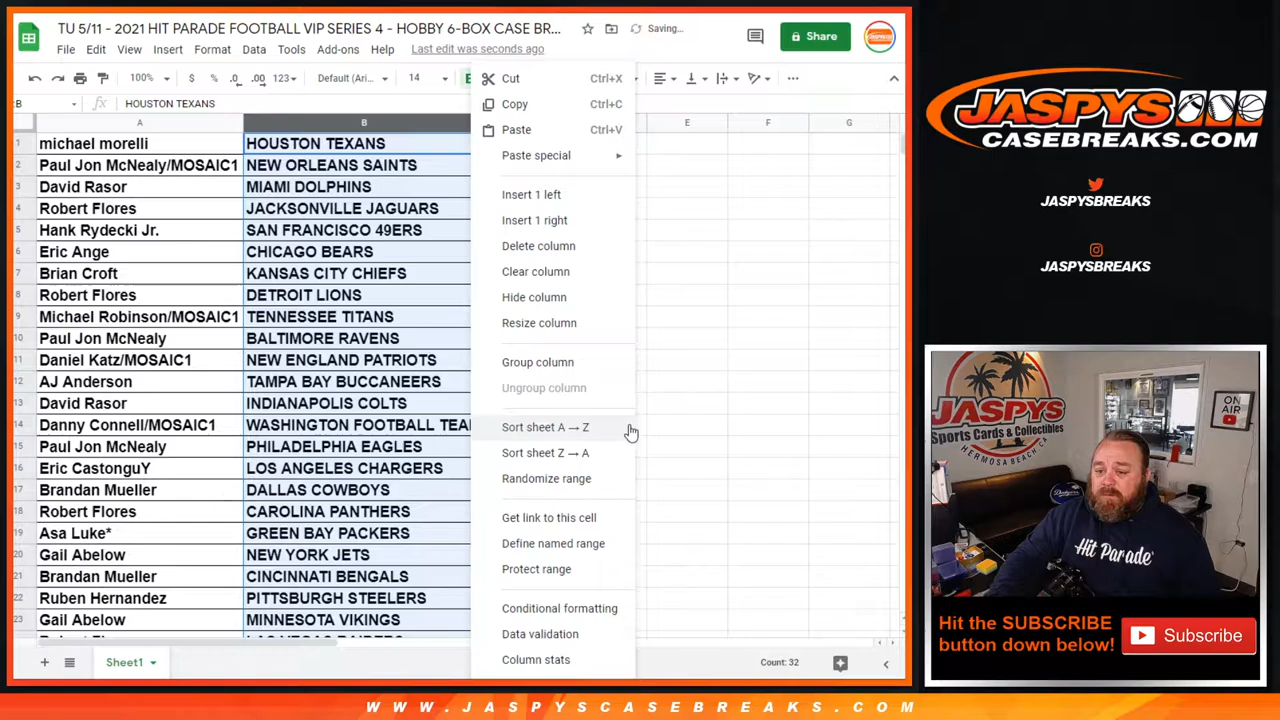 TU 5/11 - 2021 HIT PARADE FOOTBALL VIP SERIES 4 - HOBBY 6-BOX CASE BR...
Saving...
Share
File Edit View Insert Format Data Tools Add-ons Help Last edit was seconds ago
100% $ % .0 .00 123 Default (Ari... 14
HOUSTON TEXANS
A B E F G
1 michael morelli HOUSTON TEXANS
2 Paul Jon McNealy/MOSAIC1 NEW ORLEANS SAINTS
3 David Rasor MIAMI DOLPHINS
4 Robert Flores JACKSONVILLE JAGUARS
5 Hank Rydecki Jr. SAN FRANCISCO 49ERS
6 Eric Ange CHICAGO BEARS
7 Brian Croft KANSAS CITY CHIEFS
8 Robert Flores DETROIT LIONS
9 Michael Robinson/MOSAIC1 TENNESSEE TITANS
10 Paul Jon McNealy BALTIMORE RAVENS
11 Daniel Katz/MOSAIC1 NEW ENGLAND PATRIOTS
12 AJ Anderson TAMPA BAY BUCCANEERS
13 David Rasor INDIANAPOLIS COLTS
14 Danny Connell/MOSAIC1 WASHINGTON FOOTBALL TEA
15 Paul Jon McNealy PHILADELPHIA EAGLES
16 Eric CastonguY LOS ANGELES CHARGERS
17 Brandan Mueller DALLAS COWBOYS
18 Robert Flores CAROLINA PANTHERS
19 Asa Luke* GREEN BAY PACKERS
20 Gail Abelow NEW YORK JETS
21 Brandan Mueller CINCINNATI BENGALS
22 Ruben Hernandez PITTSBURGH STEELERS
23 Gail Abelow MINNESOTA VIKINGS
Cut Ctrl+X
Copy Ctrl+C
Paste Ctrl+V
Paste special
Insert 1 left
Insert 1 right
Delete column
Clear column
Hide column
Resize column
Group column
Ungroup column
Sort sheet A → Z
Sort sheet Z → A
Randomize range
Get link to this cell
Define named range
Protect range
Conditional formatting
Data validation
Column stats
Sheet1
Count: 32
JASPYS
CASEBREAKS.COM
JASPYSBREAKS
JASPYSBREAKS
JASPYS
Sports Cards & Collectibles
HERMOSA BEACH, CA
ON
AIR
Dodgers
Hit Parade
Hit the SUBSCRIBE
button down below!
Subscribe
WWW.JASPYSCASEBREAKS.COM